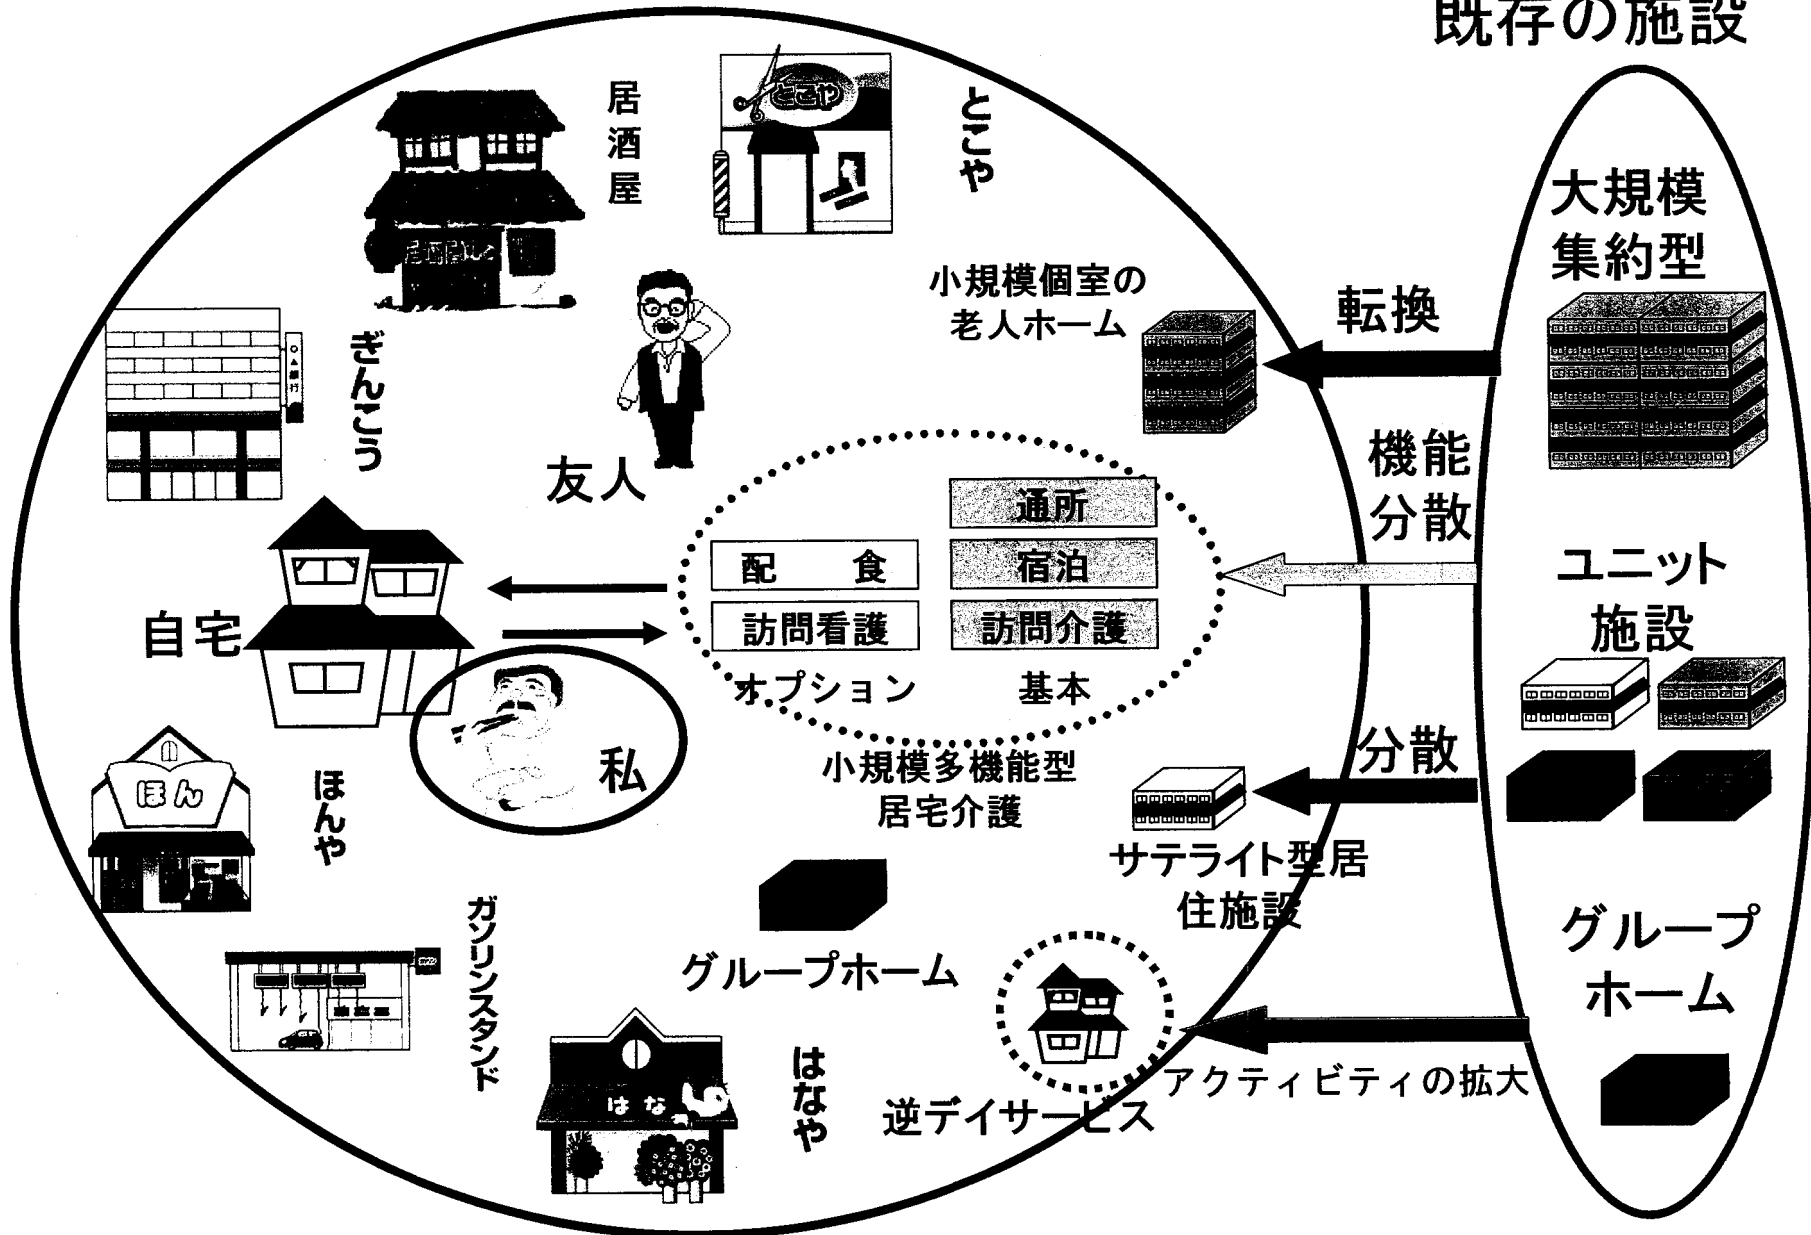 既存の施設
居酒屋
とこや
とこや
大規模
集約型
小規模個室の
老人ホーム
転換
ぎんこう
友人
機能
分散
通所
配　食
宿泊
訪問看護
訪問介護
オプション
基本
ユニット
施設
自宅
私
小規模多機能型
居宅介護
分散
ほん
ほんや
サテライト型居
住施設
グループ
ホーム
ガソリンスタンド
グループホーム
はな
はなや
逆デイサービス
アクティビティの拡大